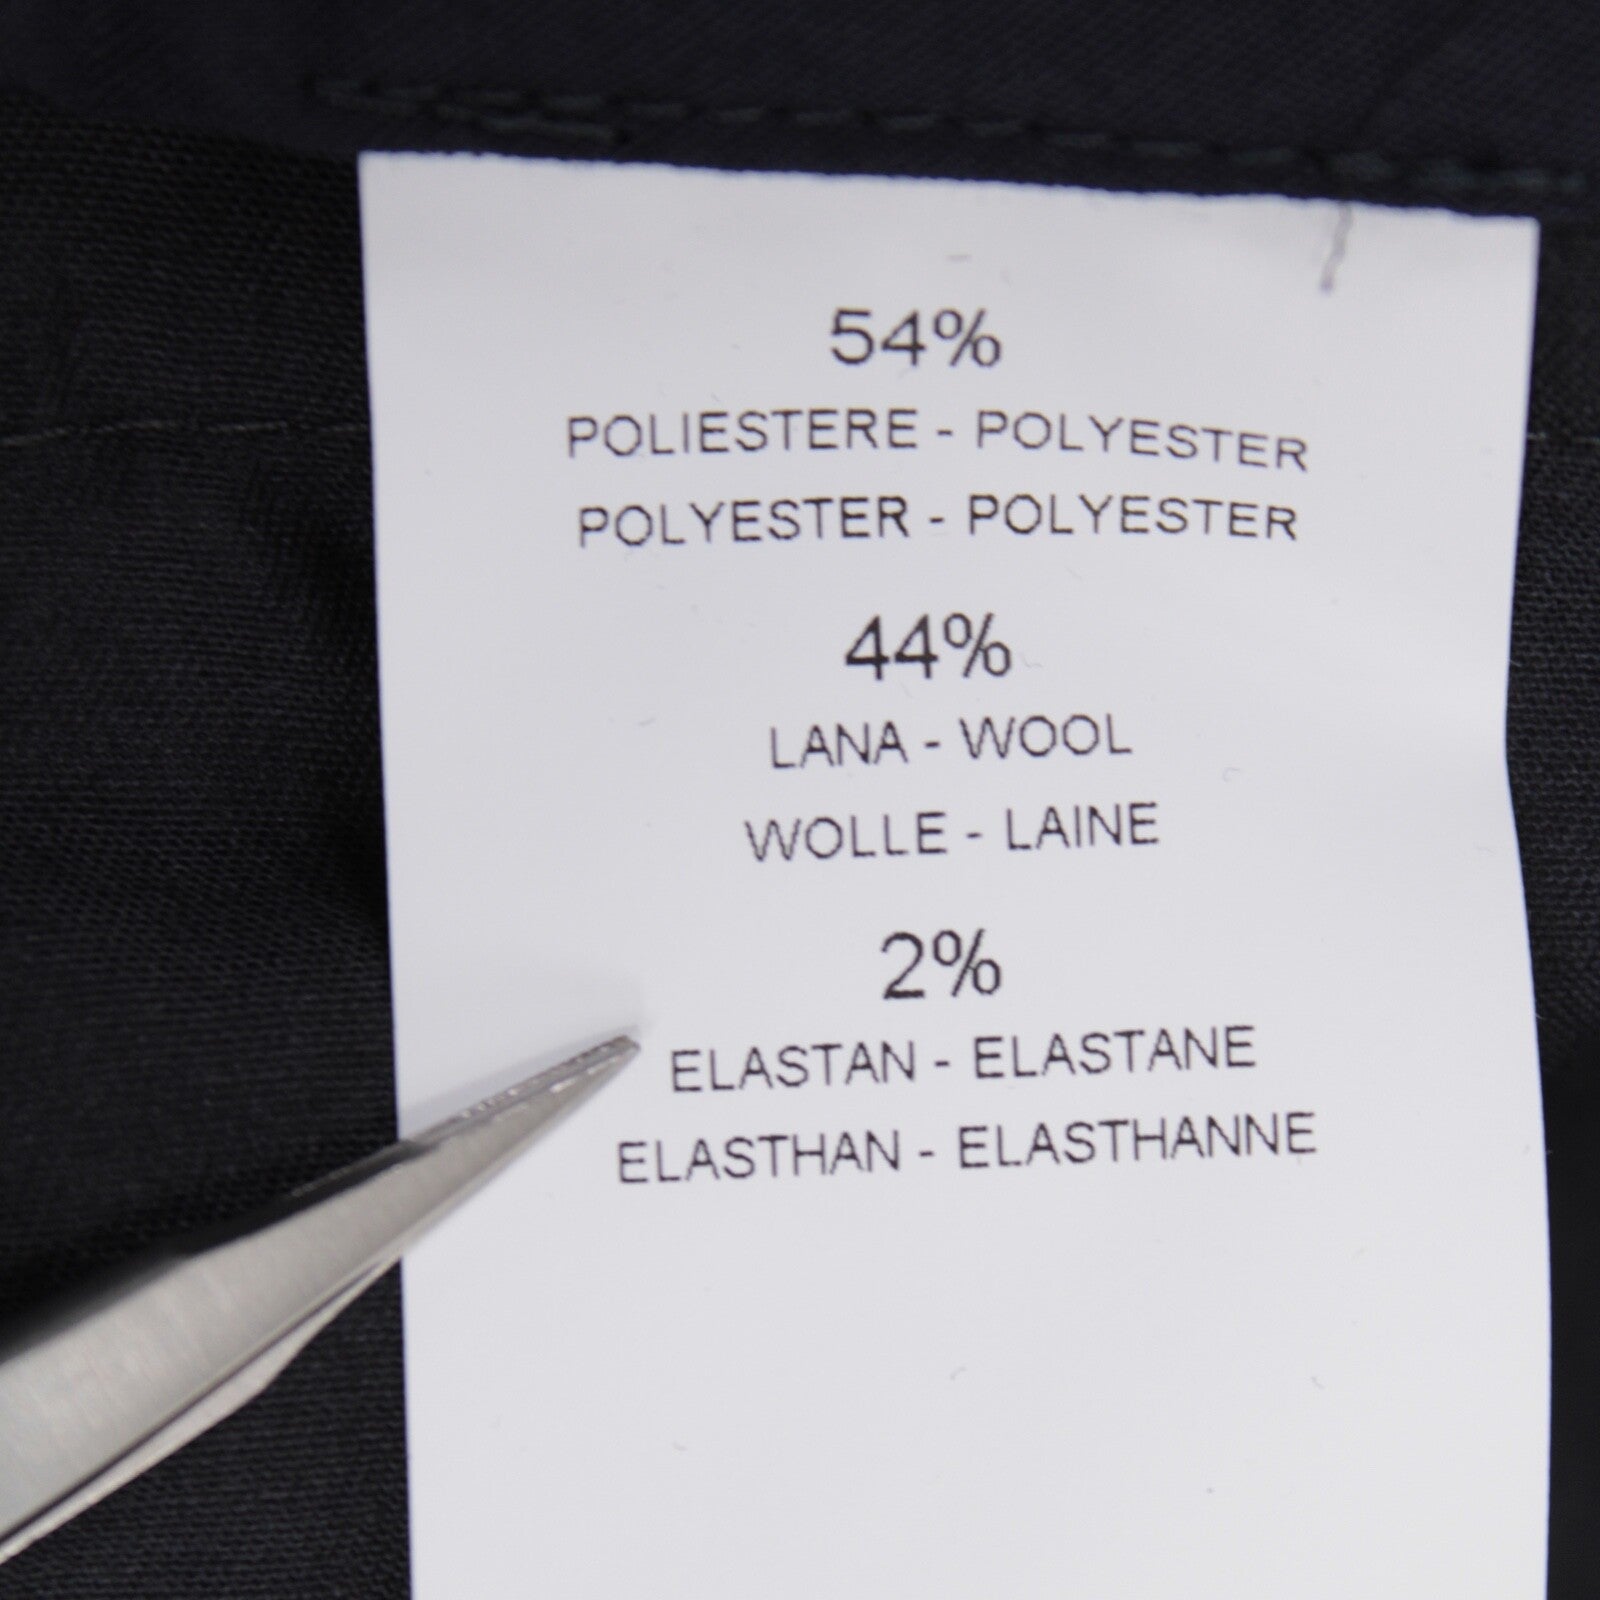 54%
POLIESTERE - POLYESTER
POLYESTER - POLYESTER
44%
LANA - WOOL
WOLLE - LAINE
2%
ELASTAN - ELASTANE
ELASTHAN - ELASTHANNE